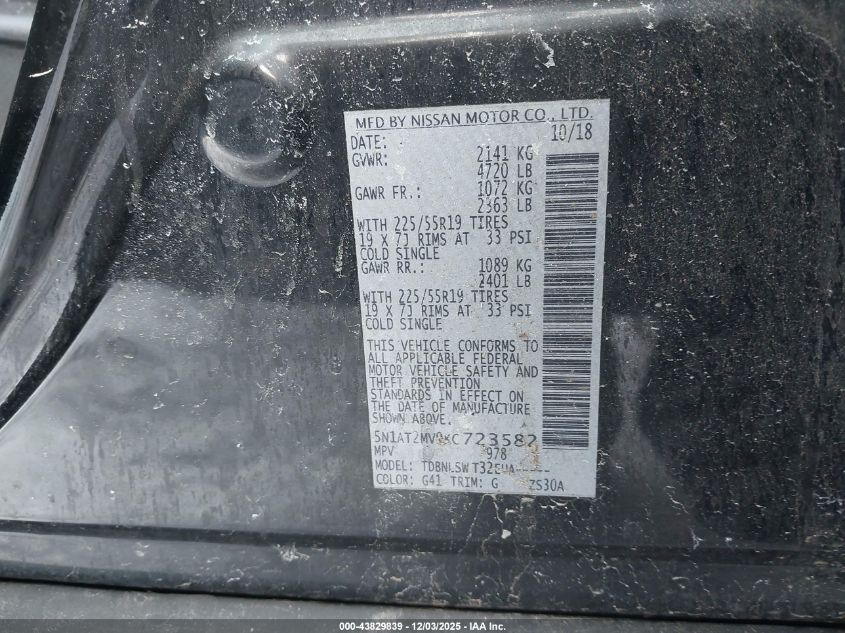 MFD BY NISSAN MOTOR CO., LTD.
DATE: 10/18
GVWR: 2141 KG
4720 LB
GAWR FR.: 1072 KG
2363 LB
WITH 225/55R19 TIRES
19 X 7J RIMS AT 33 PSI
COLD SINGLE
GAWR RR.: 1089 KG
2401 LB
WITH 225/55R19 TIRES
19 X 7J RIMS AT 33 PSI
COLD SINGLE
THIS VEHICLE CONFORMS TO
ALL APPLICABLE FEDERAL
MOTOR VEHICLE SAFETY AND
THEFT PREVENTION
STANDARDS IN EFFECT ON
THE DATE OF MANUFACTURE
SHOWN ABOVE.
MPV 978
MODEL:
COLOR: G41 TRIM: G ZS30A
000-43829839 - 12/03/2025 - IAA Inc.